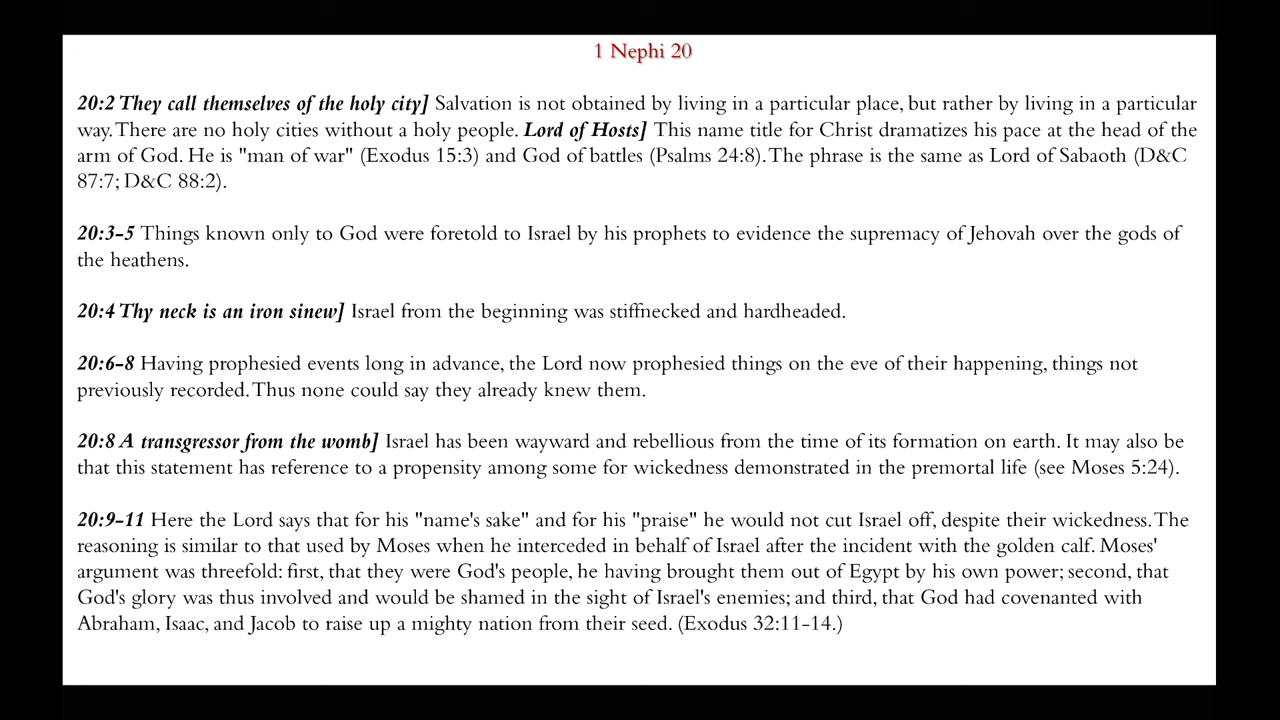 1 Nephi 20
20:2 They call themselves of the holy city] Salvation is not obtained by living in a particular place, but rather by living in a particular
way. There are no holy cities without a holy people. Lord of Hosts] This name title for Christ dramatizes his pace at the head of the
arm of God. He is "man of war" (Exodus 15:3) and God of battles (Psalms 24:8). The phrase is the same as Lord of Sabaoth (D&C
87:7; D&C 88:2).
20:3-5 Things known only to God were foretold to Israel by his prophets to evidence the supremacy of Jehovah over the gods of
the heathens.
20:4 Thy neck is an iron sinew] Israel from the beginning was stiffnecked and hardheaded.
20:6-8 Having prophesied events long in advance, the Lord now prophesied things on the eve of their happening, things not
previously recorded. Thus none could say they already knew them.
20:8 A transgressor from the womb] Israel has been wayward and rebellious from the time of its formation on earth. It may also be
that this statement has reference to a propensity among some for wickedness demonstrated in the premortal life (see Moses 5:24).
20:9-11 Here the Lord says that for his "name's sake" and for his "praise" he would not cut Israel off, despite their wickedness. The
reasoning is similar to that used by Moses when he interceded in behalf of Israel after the incident with the golden calf. Moses'
argument was threefold: first, that they were God's people, he having brought them out of Egypt by his own power; second, that
God's glory was thus involved and would be shamed in the sight of Israel's enemies; and third, that God had covenanted with
Abraham, Isaac, and Jacob to raise up a mighty nation from their seed. (Exodus 32:11-14.)